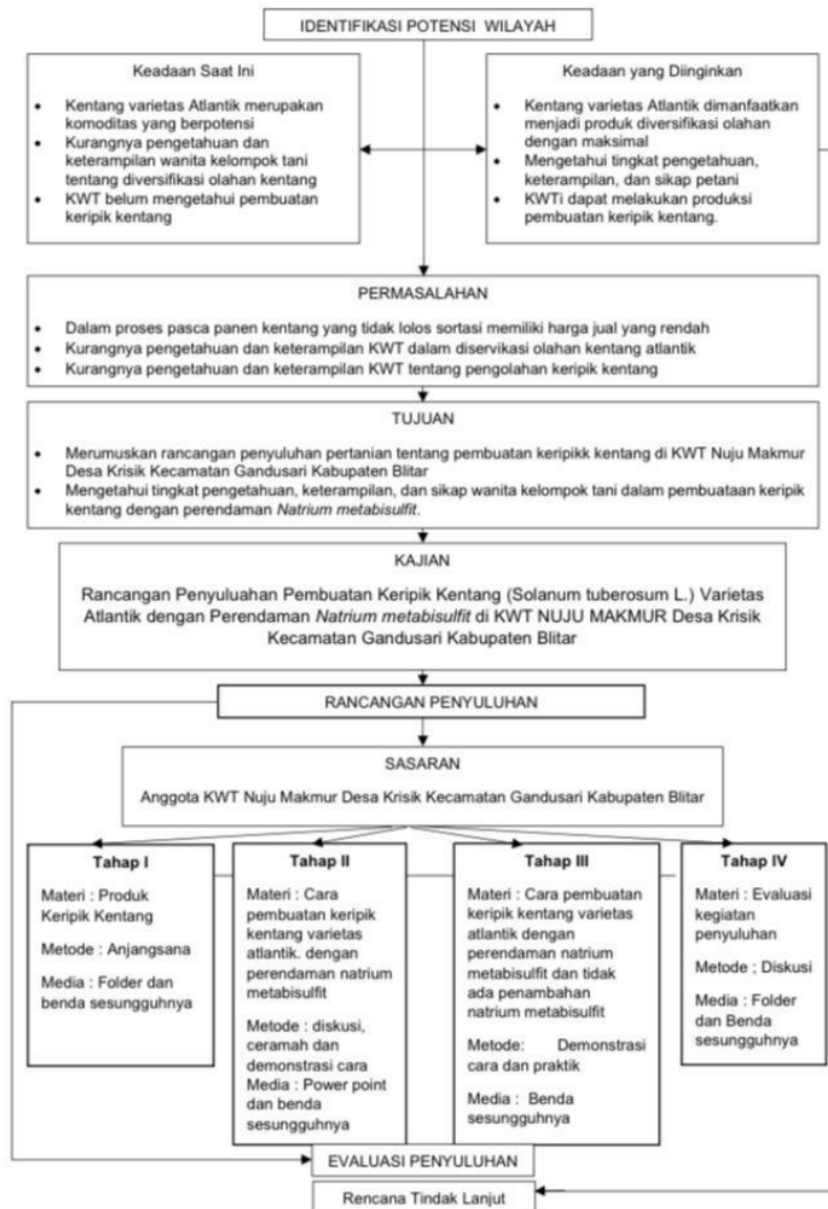 IDENTIFIKASI POTENSI WILAYAH
Keadaan Saat Ini
• Kentang varietas Atlantik merupakan
komoditas yang berpotensi
• Kurangnya pengetahuan dan
keterampilan wanita kelompok tani
tentang diversifikasi olahan kentang
• KWT belum mengetahui pembuatan
keripik kentang
Keadaan yang Diinginkan
• Kentang varietas Atlantik dimanfaatkan
menjadi produk diversifikasi olahan
dengan maksimal
• Mengetahui tingkat pengetahuan,
keterampilan, dan sikap petani
• KWTi dapat melakukan produksi
pembuatan keripik kentang.
PERMASALAHAN
• Dalam proses pasca panen kentang yang tidak lolos sortasi memiliki harga jual yang rendah
• Kurangnya pengetahuan dan keterampilan KWT dalam diservikasi olahan kentang atlantik
• Kurangnya pengetahuan dan keterampilan KWT tentang pengolahan keripik kentang
TUJUAN
• Merumuskan rancangan penyuluhan pertanian tentang pembuatan keripikk kentang di KWT Nuju Makmur
Desa Krisik Kecamatan Gandusari Kabupaten Blitar
• Mengetahui tingkat pengetahuan, keterampilan, dan sikap wanita kelompok tani dalam pembuataan keripik
kentang dengan perendaman Natrium metabisulfit.
KAJIAN
Rancangan Penyuluahan Pembuatan Keripik Kentang (Solanum tuberosum L.) Varietas
Atlantik dengan Perendaman Natrium metabisulfit di KWT NUJU MAKMUR Desa Krisik
Kecamatan Gandusari Kabupaten Blitar
RANCANGAN PENYULUHAN
SASARAN
Anggota KWT Nuju Makmur Desa Krisik Kecamatan Gandusari Kabupaten Blitar
Tahap I
Materi : Produk
Keripik Kentang
Metode : Anjangsana
Media : Folder dan
benda sesungguhnya
Tahap II
Materi : Cara
pembuatan keripik
kentang varietas
atlantik. dengan
perendaman natrium
metabisulfit
Metode : diskusi,
ceramah dan
demonstrasi cara
Media : Power point
dan benda
sesungguhnya
Tahap III
Materi : Cara pembuatan
keripik kentang varietas
atlantik dengan
perendaman natrium
metabisulfit dan tidak
ada penambahan
natrium metabisulfit
Metode: Demonstrasi
cara dan praktik
Media : Benda
sesungguhnya
Tahap IV
Materi : Evaluasi
kegiatan
penyuluhan
Metode ; Diskusi
Media : Folder
dan Benda
sesungguhnya
EVALUASI PENYULUHAN
Rencana Tindak Lanjut